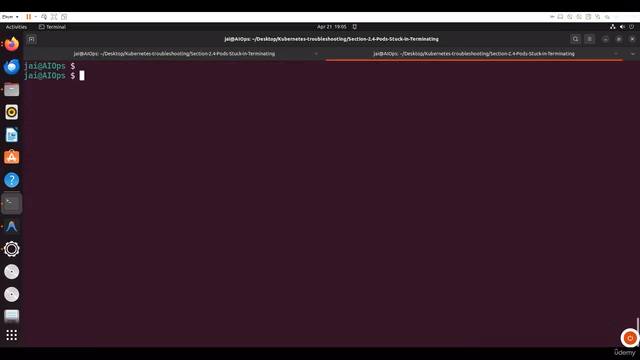 Activities Terminal Apr 21 19:05
jai@AIOps: ~/Desktop/Kubernetes-troubleshooting/Section-2.4-Pods-Stuck-in-Terminating
jai@AIOps: ~/Desktop/Kubernetes-troubleshooting/Section-2.4-Pods-Stuck-in-Terminating jai@AIOps: ~/Desktop/Kubernetes-troubleshooting/Section-2.4-Pods-Stuck-in-Terminating
jai@AIOps $
jai@AIOps $
udemy